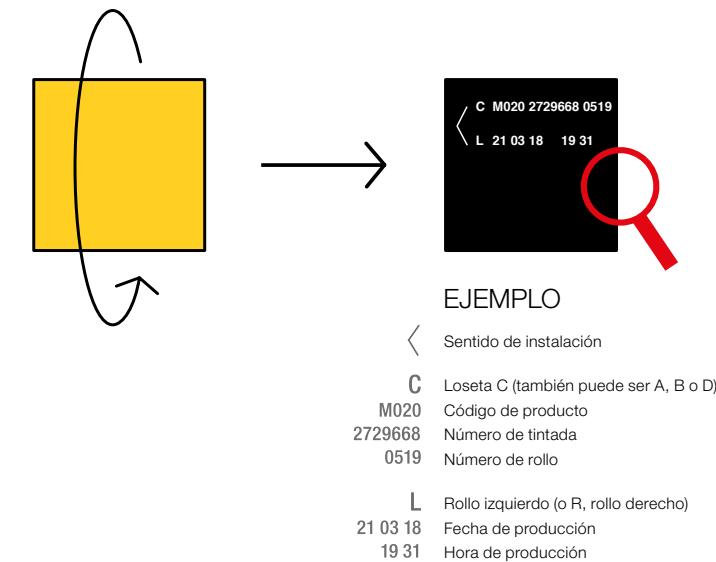 C M020 2729668 0519
L 21 03 18 19 31
EJEMPLO
Sentido de instalación
C Loseta C (también puede ser A, B o D)
M020 Código de producto
2729668 Número de tintada
0519 Número de rollo
L Rollo izquierdo (o R, rollo derecho)
21 03 18 Fecha de producción
19 31 Hora de producción